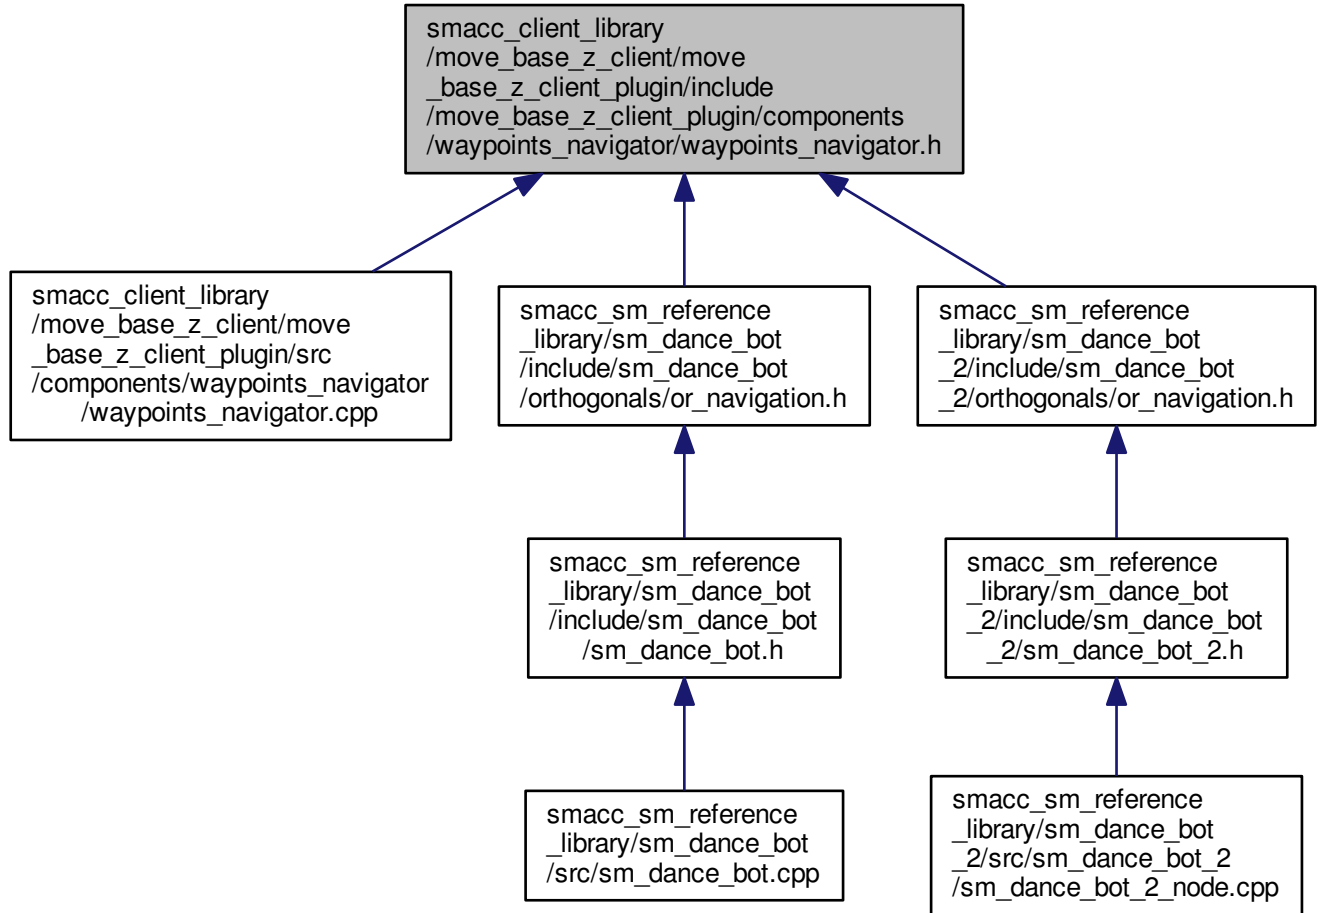 smacc_client_library
/move_base_z_client/move
_base_z_client_plugin/include
/move_base_z_client_plugin/components
/waypoints_navigator/waypoints_navigator.h
smacc_client_library
/move_base_z_client/move
_base_z_client_plugin/src
/components/waypoints_navigator
/waypoints_navigator.cpp
smacc_sm_reference
_library/sm_dance_bot
/include/sm_dance_bot
/orthogonals/or_navigation.h
smacc_sm_reference
_library/sm_dance_bot
_2/include/sm_dance_bot
_2/orthogonals/or_navigation.h
smacc_sm_reference
_library/sm_dance_bot
/include/sm_dance_bot
/sm_dance_bot.h
smacc_sm_reference
_library/sm_dance_bot
_2/include/sm_dance_bot
_2/sm_dance_bot_2.h
smacc_sm_reference
_library/sm_dance_bot
/src/sm_dance_bot.cpp
smacc_sm_reference
_library/sm_dance_bot
_2/src/sm_dance_bot_2
/sm_dance_bot_2_node.cpp